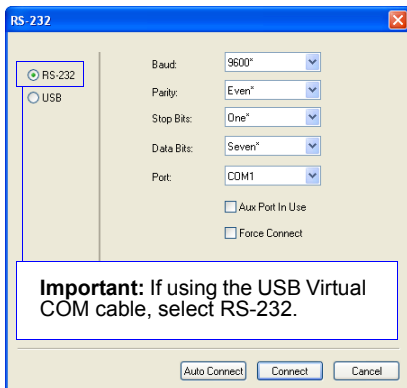 RS-232
RS-232
USB
Baud: 9600*
Parity: Even*
Stop Bits: One*
Data Bits: Seven*
Port: COM1
Aux Port In Use
Force Connect
Important: If using the USB Virtual
COM cable, select RS-232.
Auto Connect Connect Cancel